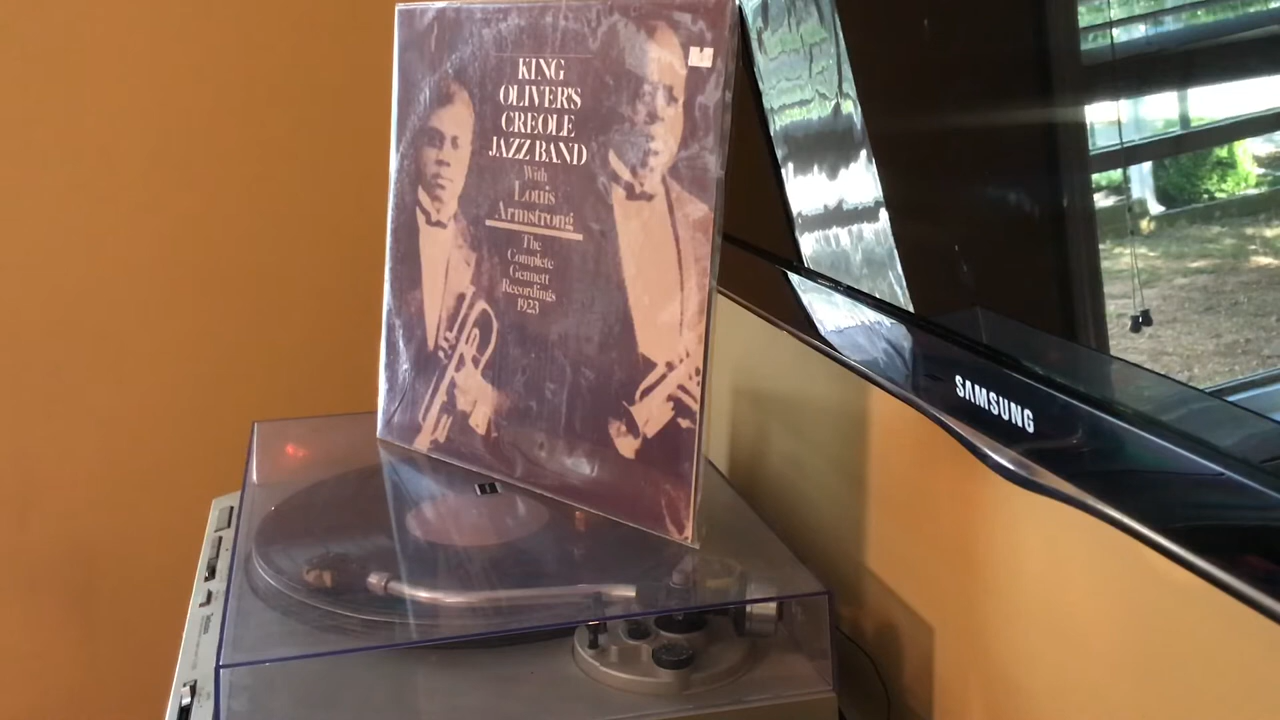 KING
OLIVER'S
CREOLE
JAZZ BAND
With
Louis
Armstrong
The
Complete
Gennett
Recordings
1923
SAMSUNG